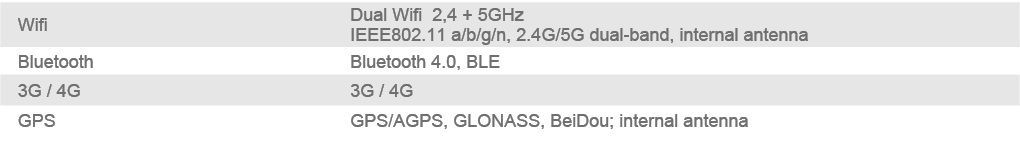 Wifi
Dual Wifi  2,4 + 5GHz
IEEE802.11 a/b/g/n, 2.4G/5G dual-band, internal antenna
Bluetooth
Bluetooth 4.0, BLE
3G / 4G
3G / 4G
GPS
GPS/AGPS, GLONASS, BeiDou; internal antenna